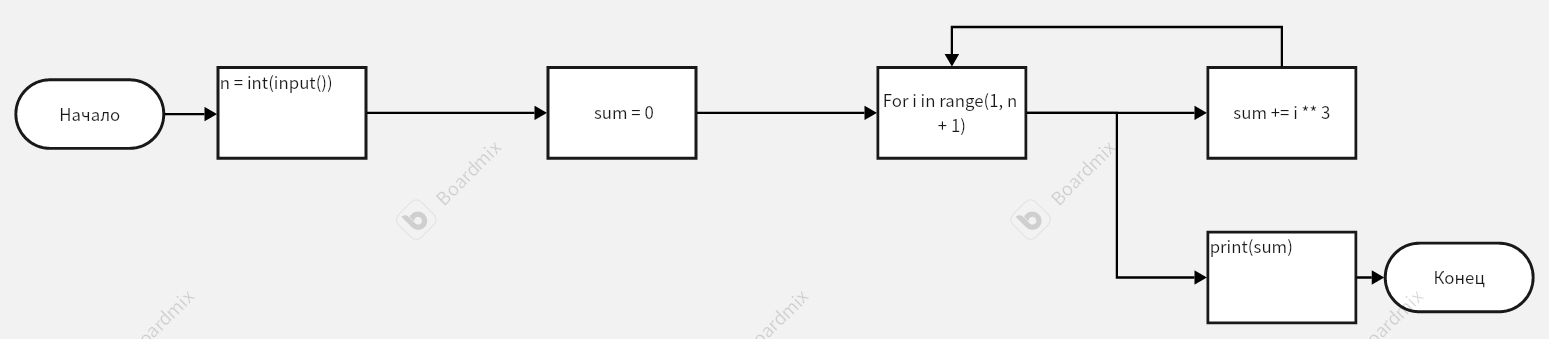 Начало
n = int(input())
sum = 0
For i in range(1, n
+ 1)
sum += i ** 3
print(sum)
Конец
Boardmix
Boardmix
oardmix
oardmix
oardmix